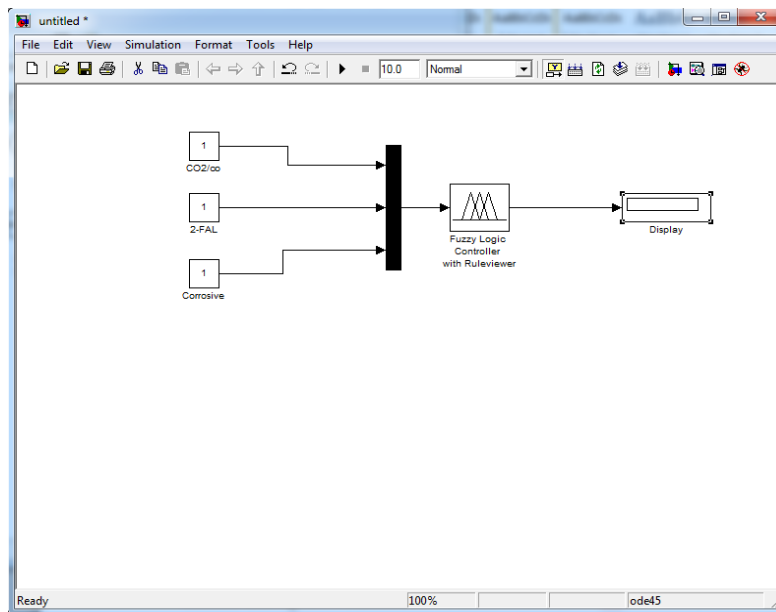 untitled *
File Edit View Simulation Format Tools Help
10.0 Normal
1
CO2/∞
1
2-FAL
1
Corrosive
Fuzzy Logic
Controller
with Ruleviewer
Display
Ready 100% ode45